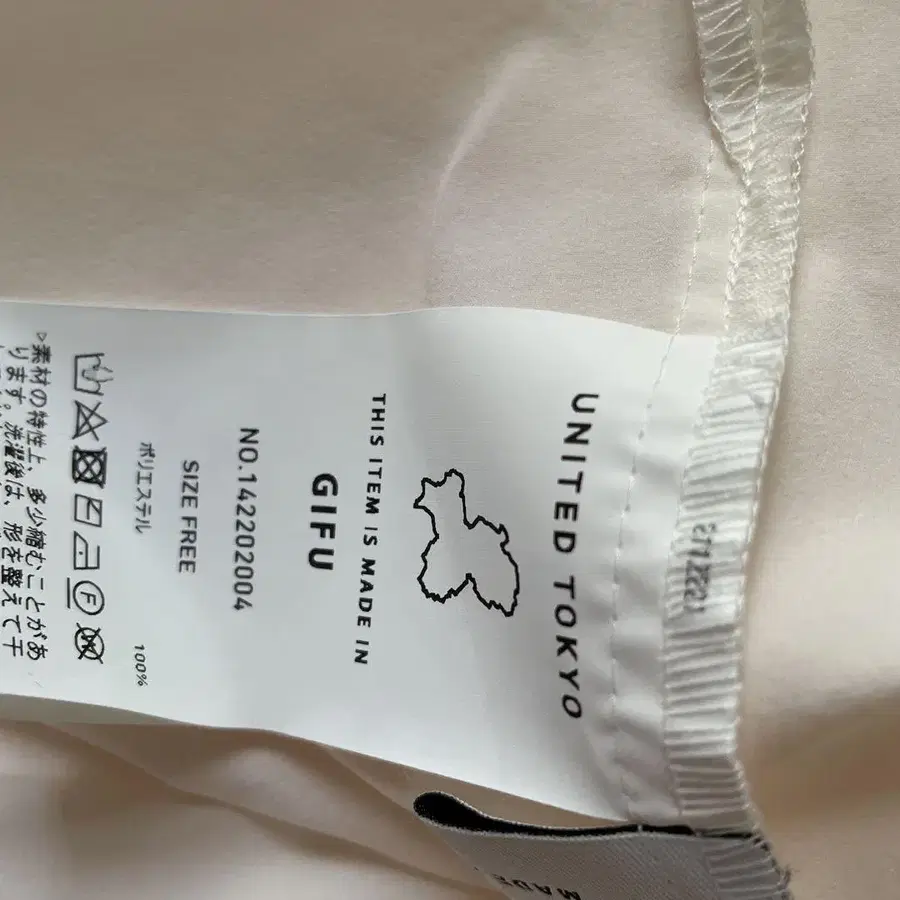 UNITED TOKYO
THIS ITEM IS MADE IN
GIFU
NO.142202004
SIZE FREE
ポリエステル 100%
F
W
▷素材の特性上、多少縮むことがあ
ります。洗濯後は、形を整えて干
MADE